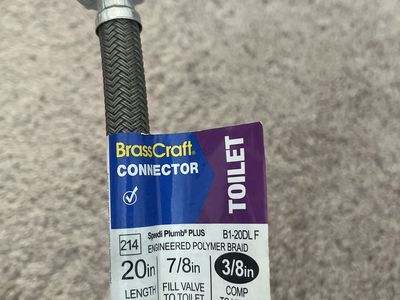 BrassCraft®
CONNECTOR
TOILET
Speedi Plumb® PLUS B1-20DL F
214 ENGINEERED POLYMER BRAID
20in 7/8in 3/8in
LENGTH FILL VALVE COMP
TO TOILET